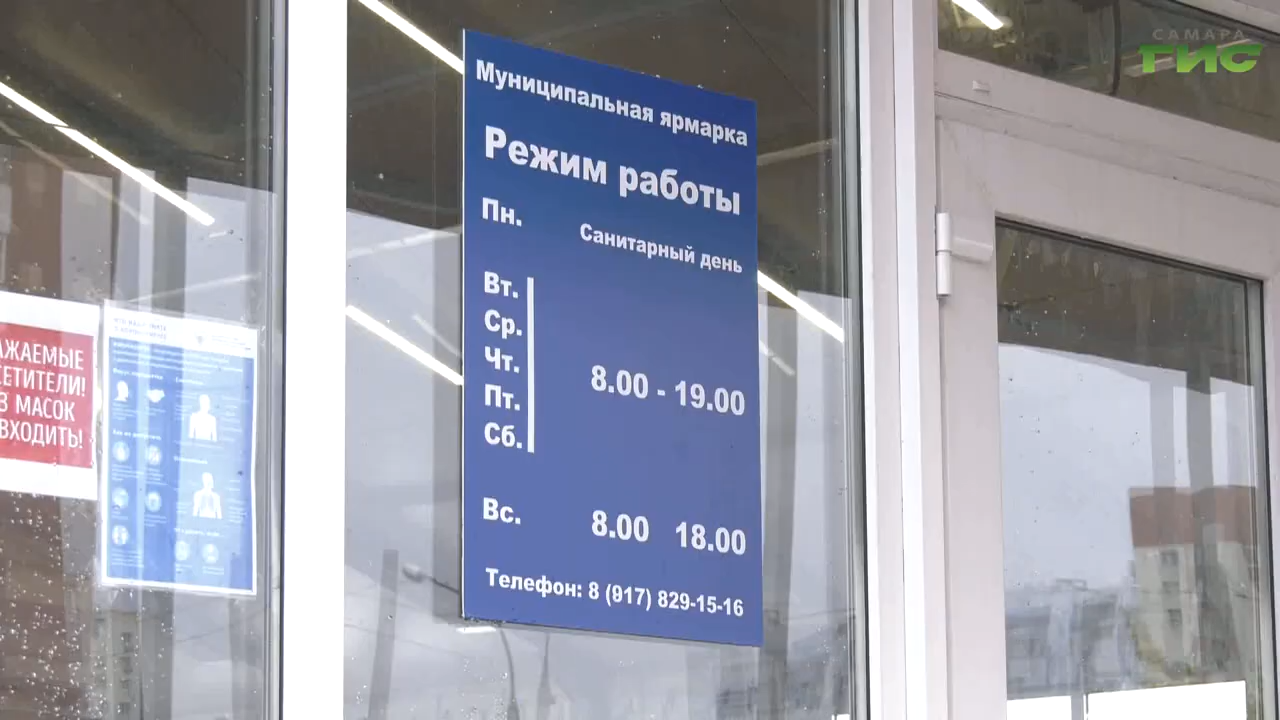 САМАРА
ГИС
Муниципальная ярмарка
Режим работы
Пн.
Санитарный день
Вт.
Ср.
Чт.
8.00 - 19.00
Пт.
Сб.
Вс.
8.00 18.00
Телефон: 8 (917) 829-15-16
АЖАЕМЫЕ
ЕТИТЕЛИ!
З МАСОК
ВХОДИТЬ!